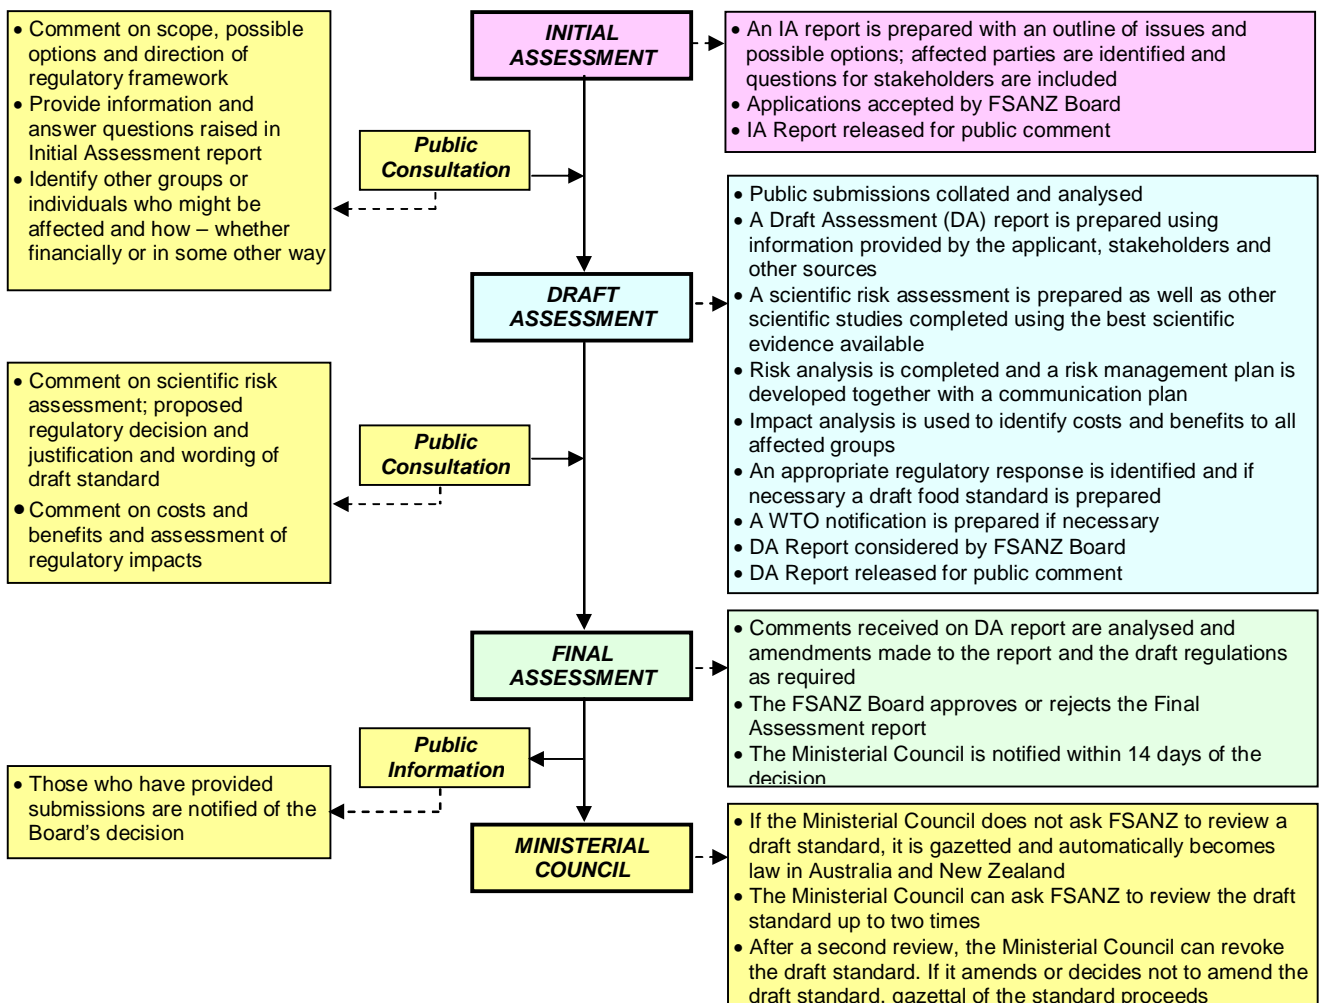 • Comment on scope, possible
options and direction of
regulatory framework
• Provide information and
answer questions raised in
Initial Assessment report
• Identify other groups or
individuals who might be
affected and how – whether
financially or in some other way
INITIAL
ASSESSMENT
• An IA report is prepared with an outline of issues and
possible options; affected parties are identified and
questions for stakeholders are included
• Applications accepted by FSANZ Board
• IA Report released for public comment
Public
Consultation
DRAFT
ASSESSMENT
• Public submissions collated and analysed
• A Draft Assessment (DA) report is prepared using
information provided by the applicant, stakeholders and
other sources
• A scientific risk assessment is prepared as well as other
scientific studies completed using the best scientific
evidence available
• Risk analysis is completed and a risk management plan is
developed together with a communication plan
• Impact analysis is used to identify costs and benefits to all
affected groups
• An appropriate regulatory response is identified and if
necessary a draft food standard is prepared
• A WTO notification is prepared if necessary
• DA Report considered by FSANZ Board
• DA Report released for public comment
• Comment on scientific risk
assessment; proposed
regulatory decision and
justification and wording of
draft standard
• Comment on costs and
benefits and assessment of
regulatory impacts
Public
Consultation
FINAL
ASSESSMENT
• Comments received on DA report are analysed and
amendments made to the report and the draft regulations
as required
• The FSANZ Board approves or rejects the Final
Assessment report
• The Ministerial Council is notified within 14 days of the
decision
Public
Information
• Those who have provided
submissions are notified of the
Board's decision
MINISTERIAL
COUNCIL
• If the Ministerial Council does not ask FSANZ to review a
draft standard, it is gazetted and automatically becomes
law in Australia and New Zealand
• The Ministerial Council can ask FSANZ to review the draft
standard up to two times
• After a second review, the Ministerial Council can revoke
the draft standard. If it amends or decides not to amend the
draft standard, gazettal of the standard proceeds